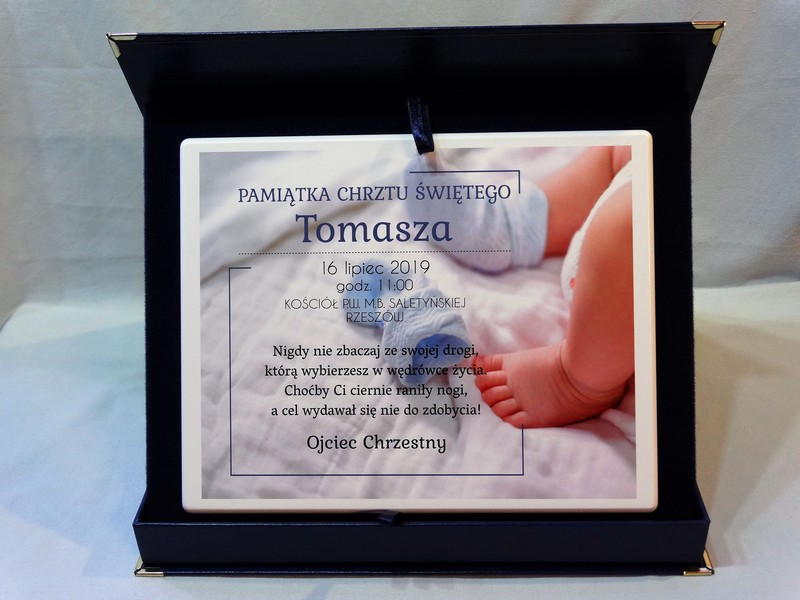 PAMIĄTKA CHRZTU ŚWIĘTEGO
Tomasza
16 lipiec 2019
godz. 11:00
KOŚCIÓŁ P.W. M.B. SALETYŃSKIEJ
RZESZÓW
Nigdy nie zbaczaj ze swojej drogi,
którą wybierzesz w wędrówce życia.
Choćby Ci ciernie raniły nogi,
a cel wydawał się nie do zdobycia!
Ojciec Chrzestny